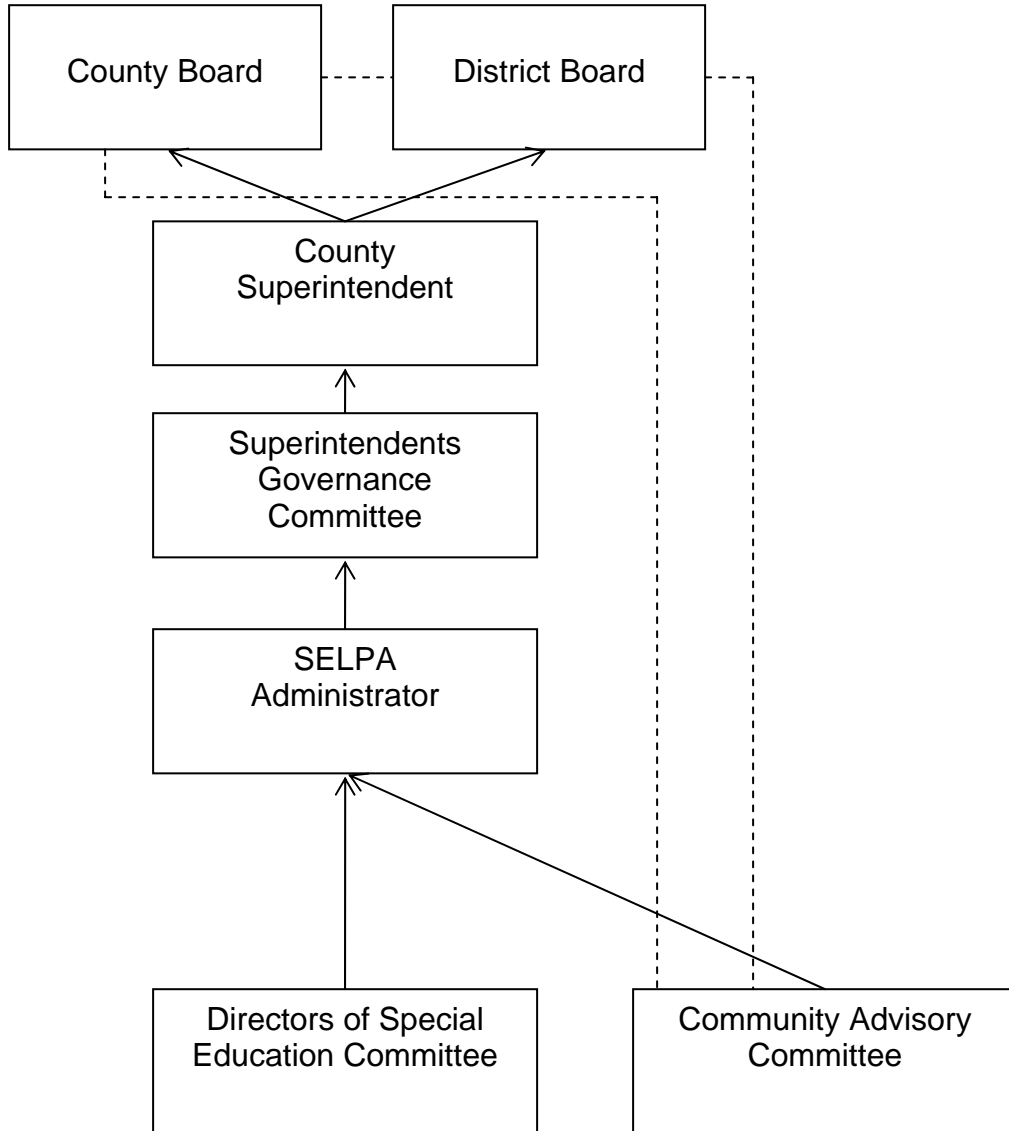 County Board
District Board
County
Superintendent
Superintendents
Governance
Committee
SELPA
Administrator
Directors of Special
Education Committee
Community Advisory
Committee